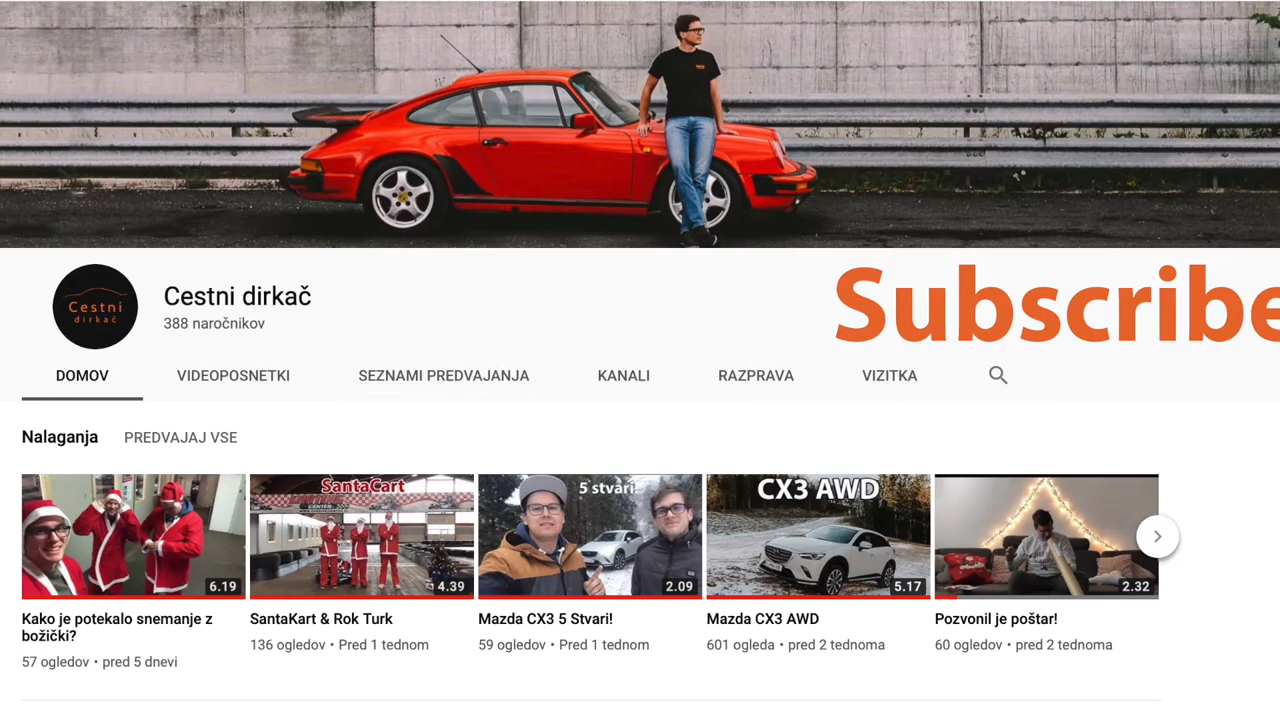 Cestni dirkač
388 naročnikov
Cestni
dirkač
Subscribe
DOMOV VIDEOPOSNETKI SEZNAMI PREDVAJANJA KANALI RAZPRAVA VIZITKA
Nalaganja PREDVAJAJ VSE
6.19
SantaCart
4.39
5 stvari!
2.09
CX3 AWD
5.17
2.32
Kako je potekalo snemanje z
božički?
57 ogledov • pred 5 dnevi
SantaKart & Rok Turk
136 ogledov • Pred 1 tednom
Mazda CX3 5 Stvari!
59 ogledov • Pred 1 tednom
Mazda CX3 AWD
601 ogleda • pred 2 tednoma
Pozvonil je poštar!
60 ogledov • pred 2 tednoma